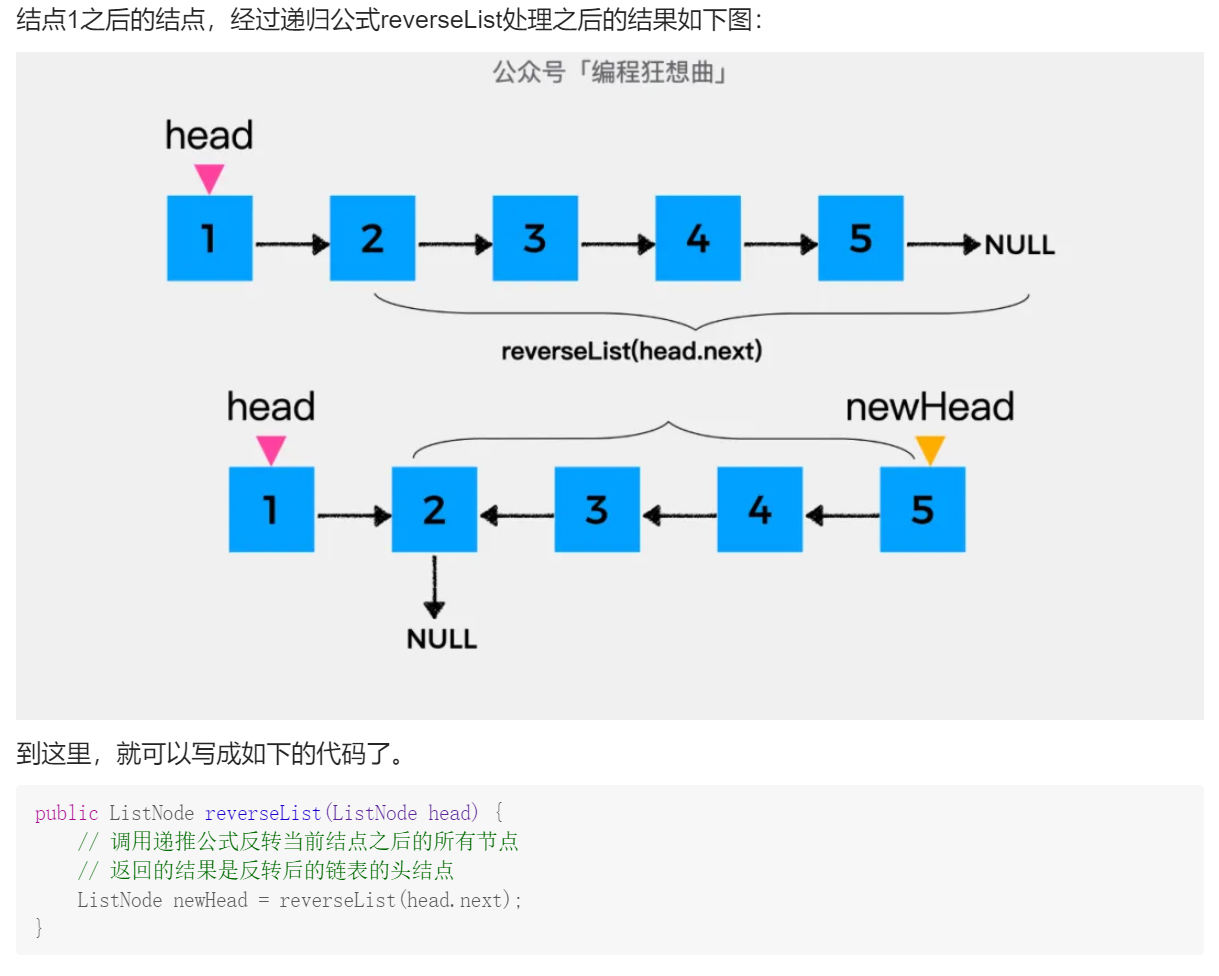 结点1之后的结点，经过递归公式reverseList处理之后的结果如下图：
公众号「编程狂想曲」
head
1 2 3 4 5 NULL
reverseList(head.next)
head newHead
1 2 3 4 5
NULL
到这里，就可以写成如下的代码了。
public ListNode reverseList(ListNode head) {
    // 调用递推公式反转当前结点之后的所有节点
    // 返回的结果是反转后的链表的头结点
    ListNode newHead = reverseList(head.next);
}